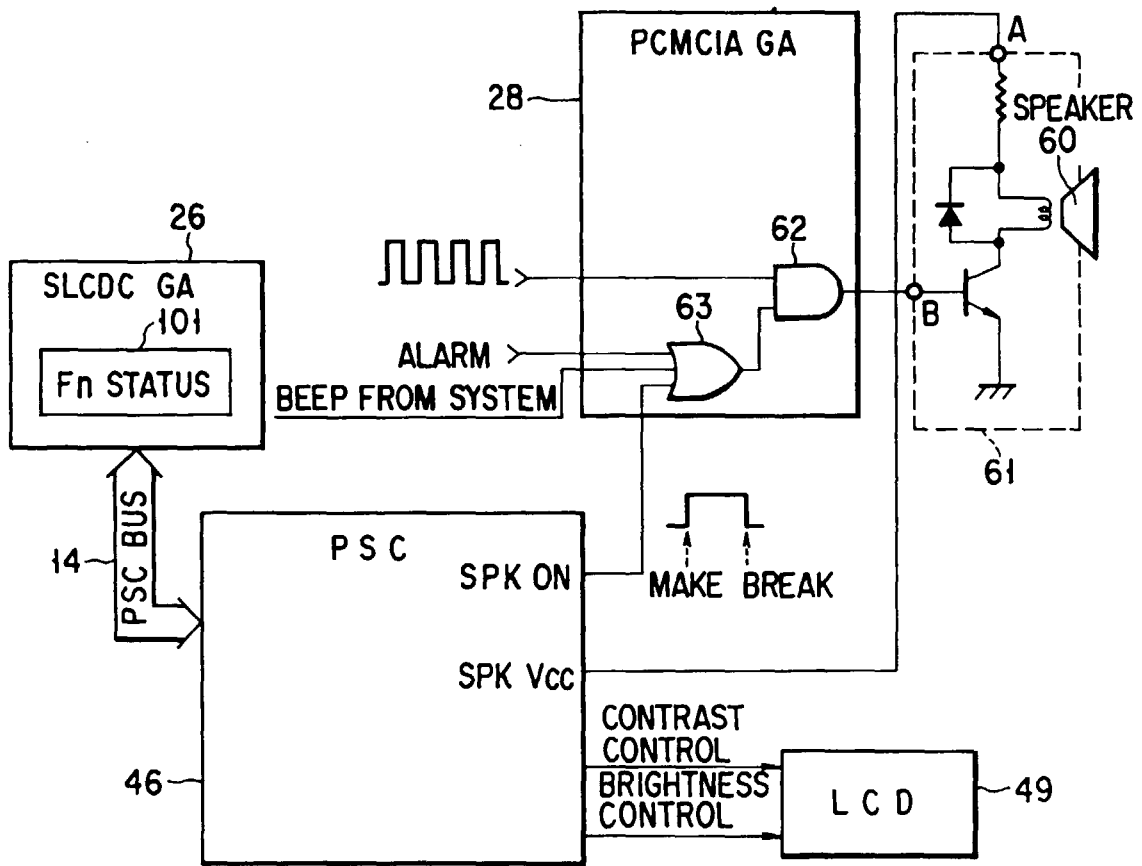 PCMCIA GA
28
A
SPEAKER
60
26
SLCDC GA
101
Fn STATUS
62
63
B
ALARM
BEEP FROM SYSTEM
61
14
PSC BUS
PSC
SPK ON
MAKE BREAK
SPK VCC
46
CONTRAST
CONTROL
BRIGHTNESS
CONTROL
LCD
49